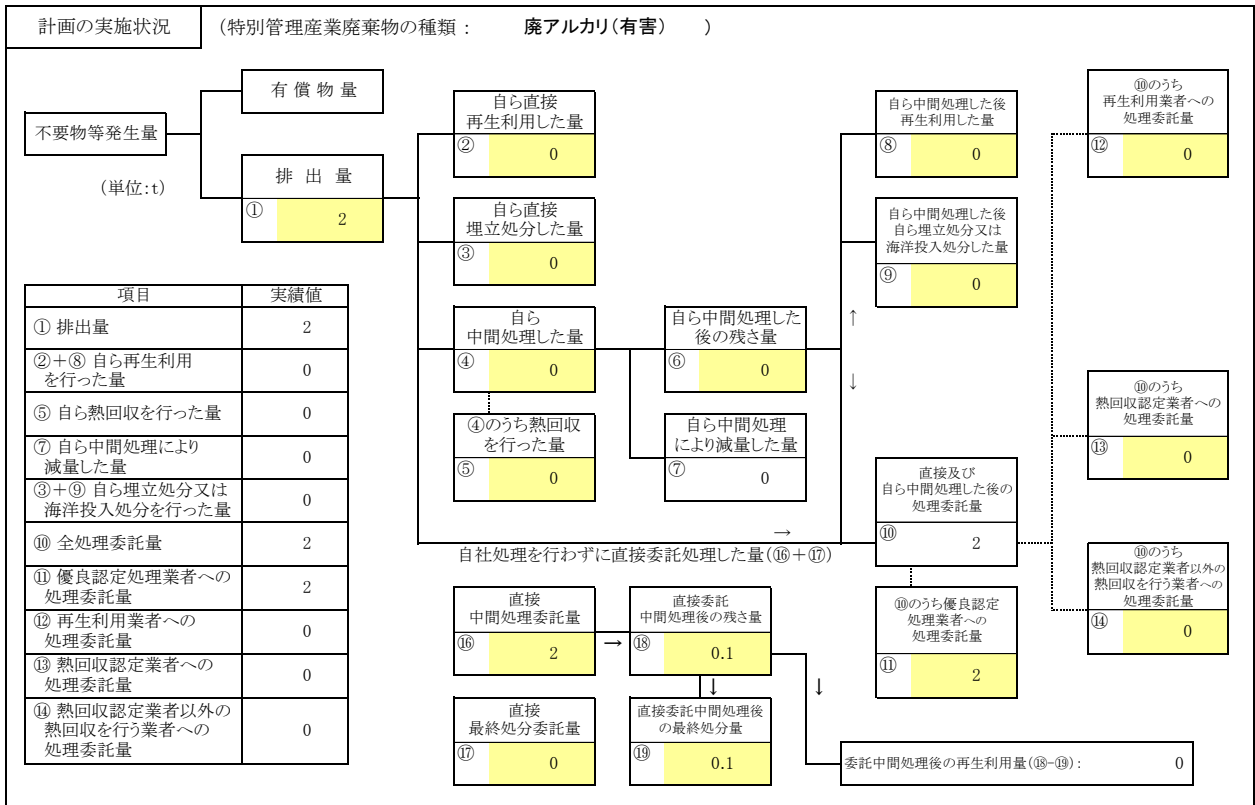 計画の実施状況
(特別管理産業廃棄物の種類： 廃アルカリ(有害) )
不要物等発生量
(単位:t)
有償物量
排出量
① 2
自ら直接
再生利用した量
② 0
自ら直接
埋立処分した量
③ 0
自ら
中間処理した量
④ 0
④のうち熱回収
を行った量
⑤ 0
自ら中間処理した
後の残さ量
⑥ 0
自ら中間処理
により減量した量
⑦ 0
自ら中間処理した後
再生利用した量
⑧ 0
自ら中間処理した後
自ら埋立処分又は
海洋投入処分した量
⑨ 0
↑
↓
直接及び
自ら中間処理した後の
処理委託量
⑩ 2
⑩のうち優良認定
処理業者への
処理委託量
⑪ 2
⑩のうち
再生利用業者への
処理委託量
⑫ 0
⑩のうち
熱回収認定業者への
処理委託量
⑬ 0
⑩のうち
熱回収認定業者以外の
熱回収を行う業者への
処理委託量
⑭ 0
→
自社処理を行わずに直接委託処理した量(⑯＋⑰)
直接
中間処理委託量
⑯ 2
→
直接委託
中間処理後の残さ量
⑱ 0.1
↓ ↓
直接
最終処分委託量
⑰ 0
直接委託中間処理後
の最終処分量
⑲ 0.1
委託中間処理後の再生利用量(⑱-⑲)： 0
項目 実績値
① 排出量 2
②＋⑧ 自ら再生利用
を行った量 0
⑤ 自ら熱回収を行った量 0
⑦ 自ら中間処理により
減量した量 0
③＋⑨ 自ら埋立処分又は
海洋投入処分を行った量 0
⑩ 全処理委託量 2
⑪ 優良認定処理業者への
処理委託量 2
⑫ 再生利用業者への
処理委託量 0
⑬ 熱回収認定業者への
処理委託量 0
⑭ 熱回収認定業者以外の
熱回収を行う業者への
処理委託量 0